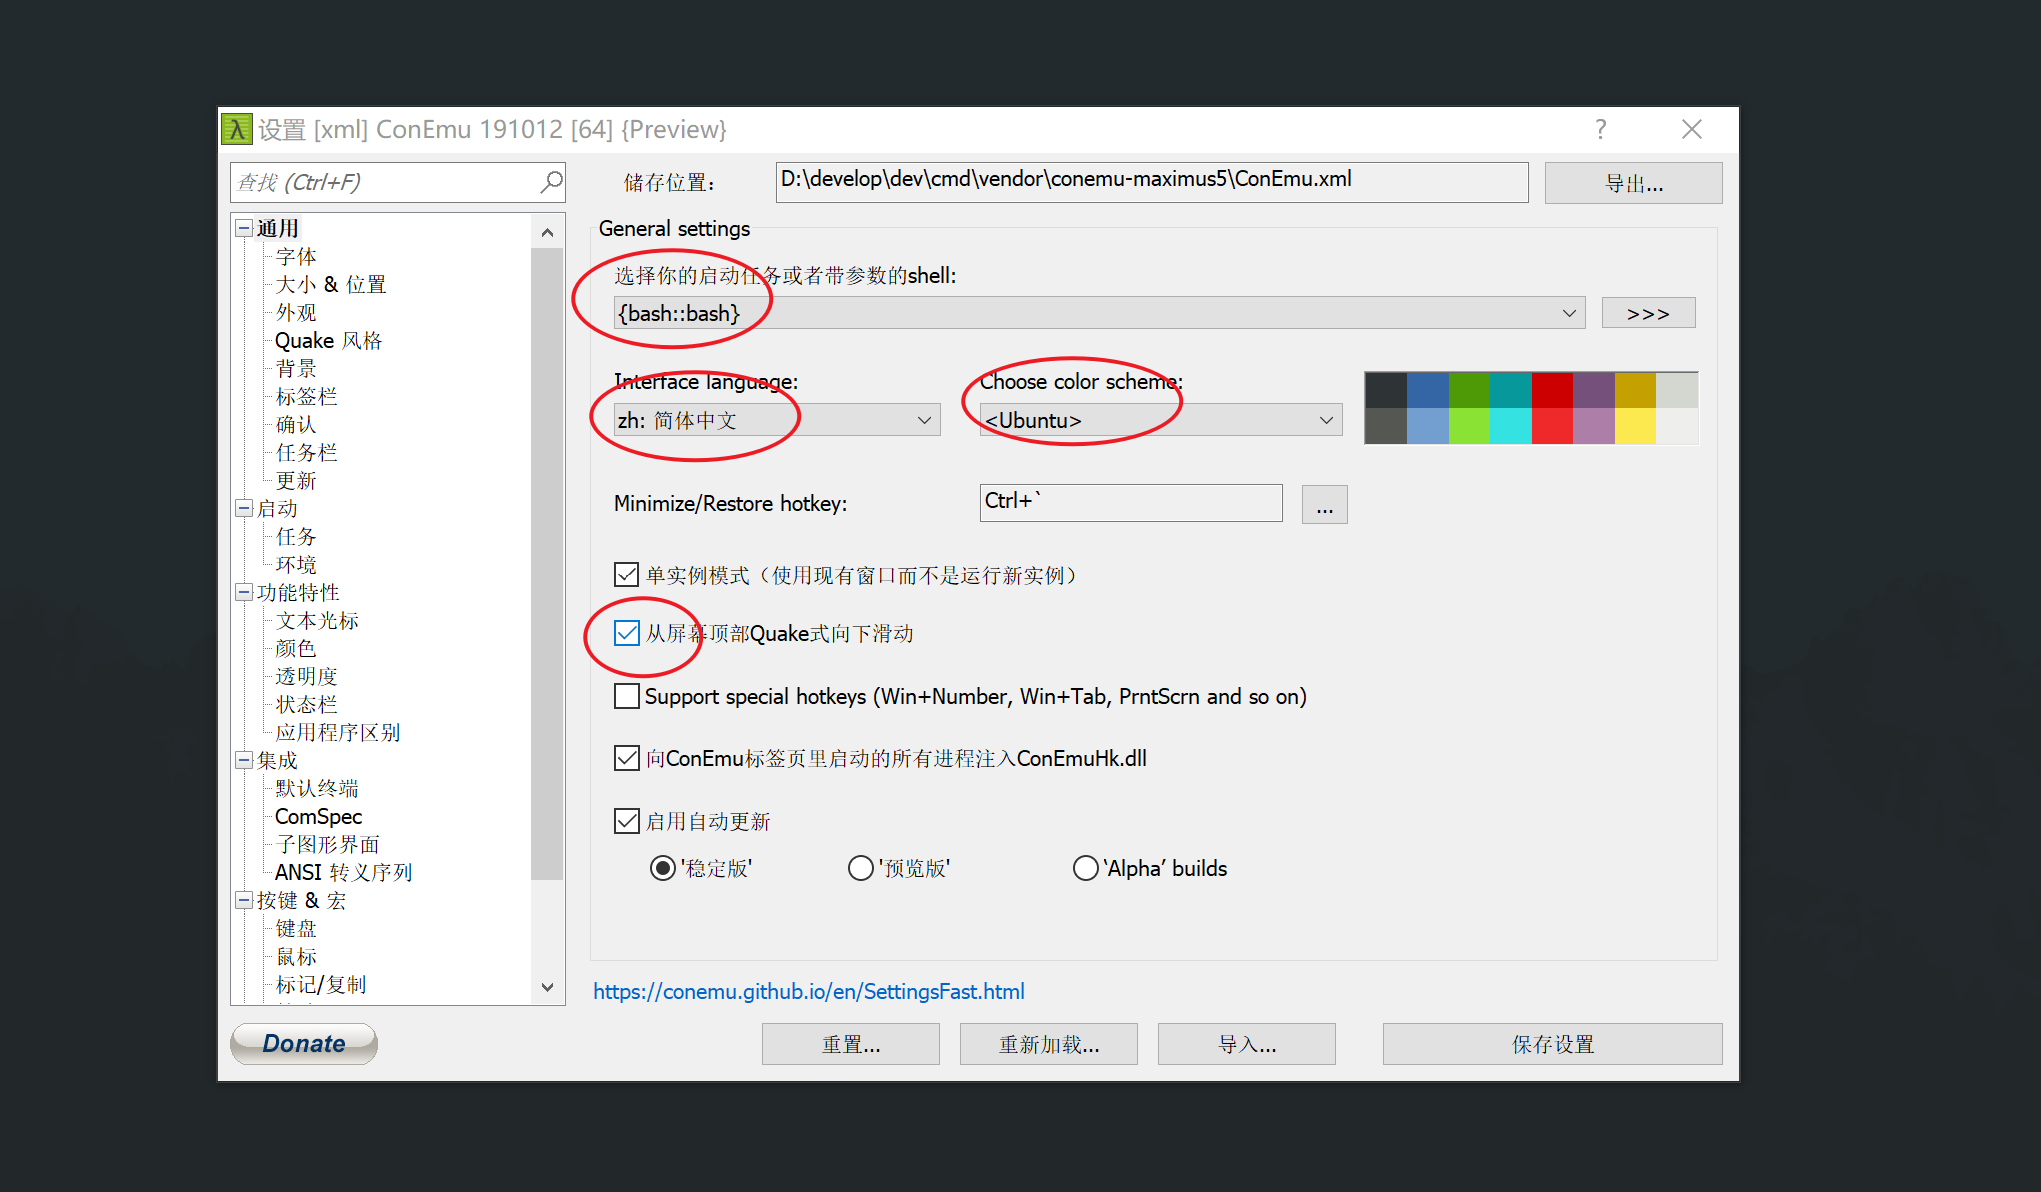 λ 设置 [xml] ConEmu 191012 [64] {Preview}
查找 (Ctrl+F)
通用
字体
大小 & 位置
外观
Quake 风格
背景
标签栏
确认
任务栏
更新
启动
任务
环境
功能特性
文本光标
颜色
透明度
状态栏
应用程序区别
集成
默认终端
ComSpec
子图形界面
ANSI 转义序列
按键 & 宏
键盘
鼠标
标记/复制
Donate
储存位置:
D:\develop\dev\cmd\vendor\conemu-maximus5\ConEmu.xml
导出...
General settings
选择你的启动任务或者带参数的shell:
{bash::bash}
>>>
Interface language:
Choose color scheme:
zh: 简体中文
<Ubuntu>
Minimize/Restore hotkey:
Ctrl+`
...
单实例模式（使用现有窗口而不是运行新实例）
从屏幕顶部Quake式向下滑动
Support special hotkeys (Win+Number, Win+Tab, PrntScrn and so on)
向ConEmu标签页里启动的所有进程注入ConEmuHk.dll
启用自动更新
'稳定版'
'预览版'
‘Alpha’ builds
https://conemu.github.io/en/SettingsFast.html
重置...
重新加载...
导入...
保存设置